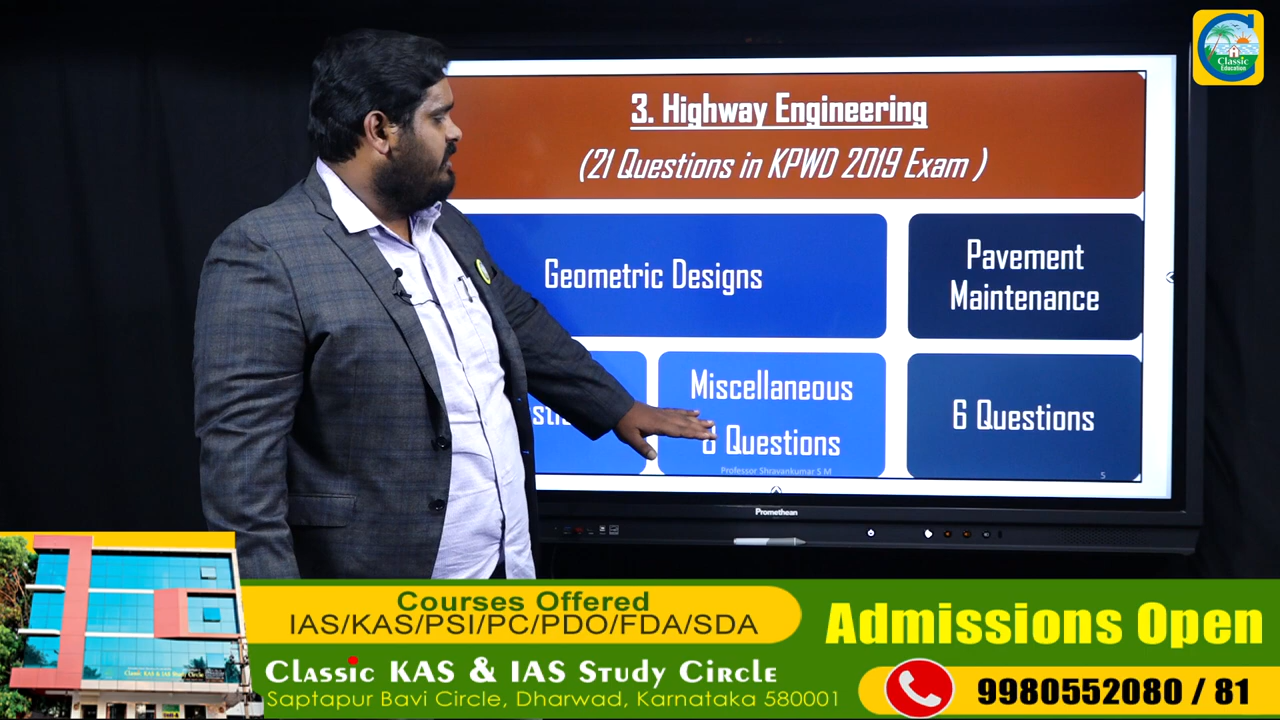 Classic
Education
3. Highway Engineering
(21 Questions in KPWD 2019 Exam )
Geometric Designs
Pavement
Maintenance
Miscellaneous
Questions
6 Questions
Professor Shravankumar S M
5
Promethean
Courses Offered
IAS/KAS/PSI/PC/PDO/FDA/SDA
Admissions Open
Classic KAS & IAS Study Circle
Saptapur Bavi Circle, Dharwad, Karnataka 580001
9980552080 / 81